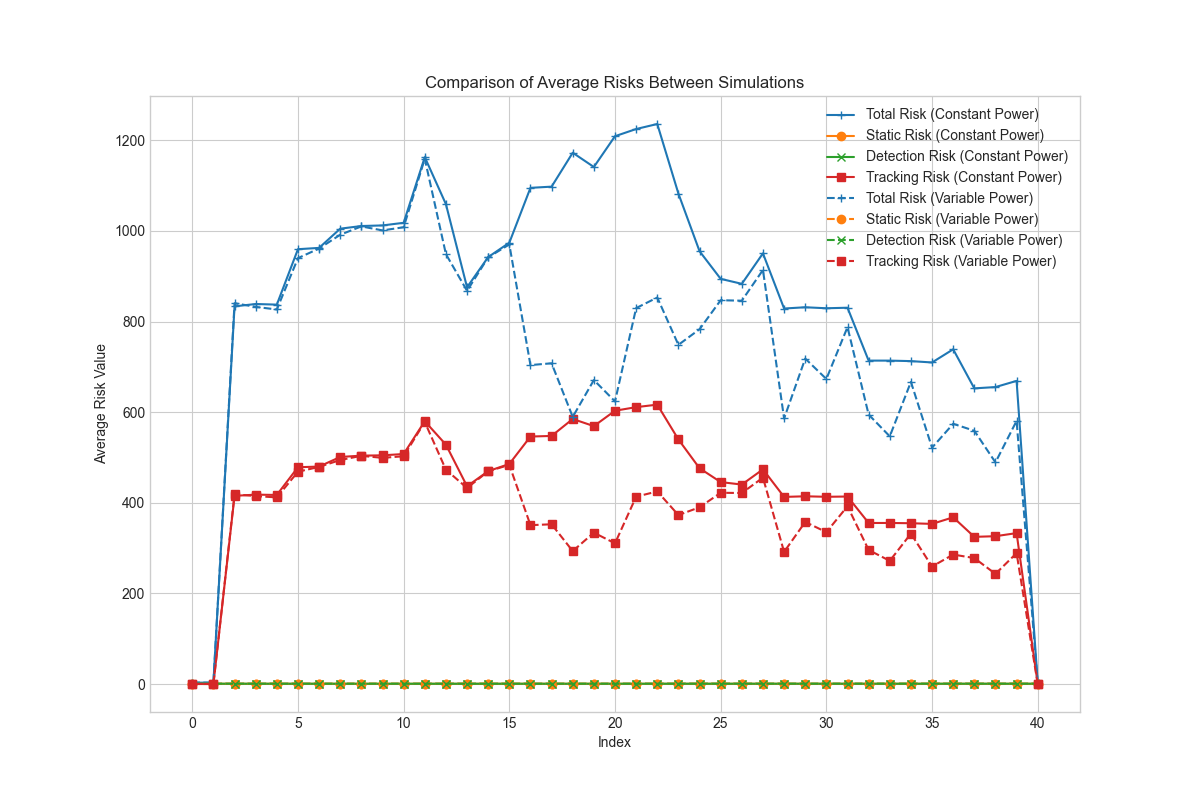 Comparison of Average Risks Between Simulations
Total Risk (Constant Power)
Static Risk (Constant Power)
Detection Risk (Constant Power)
Tracking Risk (Constant Power)
Total Risk (Variable Power)
Static Risk (Variable Power)
Detection Risk (Variable Power)
Tracking Risk (Variable Power)
Average Risk Value
1200
1000
800
600
400
200
0
0 5 10 15 20 25 30 35 40
Index